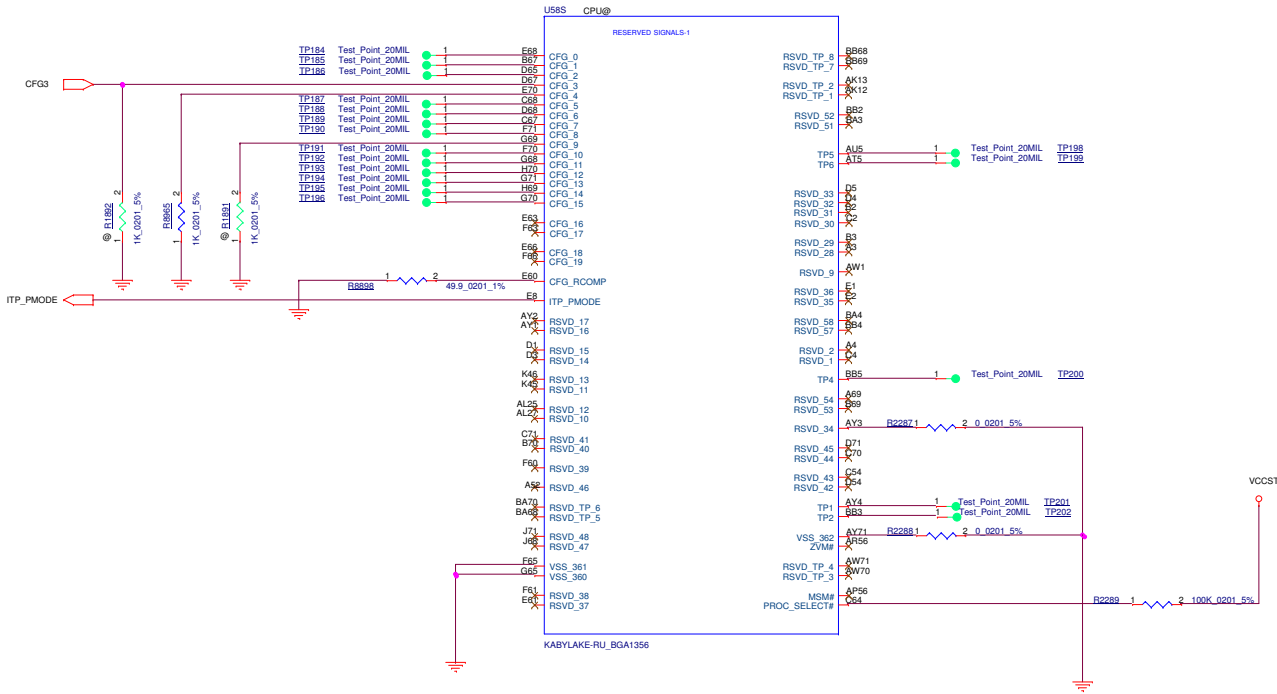 U58S CPU@
RESERVED SIGNALS-1
TP184 Test_Point_20MIL 1 E68 CFG_0
TP185 Test_Point_20MIL 1 B67 CFG_1
TP186 Test_Point_20MIL 1 D65 CFG_2
CFG3 D67 CFG_3
E70 CFG_4
TP187 Test_Point_20MIL 1 C68 CFG_5
TP188 Test_Point_20MIL 1 D68 CFG_6
TP189 Test_Point_20MIL 1 C67 CFG_7
TP190 Test_Point_20MIL 1 F71 CFG_8
G69 CFG_9
TP191 Test_Point_20MIL 1 F70 CFG_10
TP192 Test_Point_20MIL 1 G68 CFG_11
TP193 Test_Point_20MIL 1 H70 CFG_12
TP194 Test_Point_20MIL 1 G71 CFG_13
TP195 Test_Point_20MIL 1 H69 CFG_14
TP196 Test_Point_20MIL 1 G70 CFG_15
@ R1892 1 2 1K_0201_5%
R8965 1 2 1K_0201_5%
@ R1891 1 2 1K_0201_5%
E63 CFG_16
F63 CFG_17
E66 CFG_18
F66 CFG_19
R8898 1 2 49.9_0201_1% E60 CFG_RCOMP
ITP_PMODE E8 ITP_PMODE
AY2 RSVD_17
AY1 RSVD_16
D1 RSVD_15
D3 RSVD_14
K46 RSVD_13
K45 RSVD_11
AL25 RSVD_12
AL27 RSVD_10
C71 RSVD_41
B70 RSVD_40
F60 RSVD_39
A52 RSVD_46
BA70 RSVD_TP_6
BA68 RSVD_TP_5
J71 RSVD_48
J68 RSVD_47
F65 VSS_361
G65 VSS_360
F61 RSVD_38
E61 RSVD_37
RSVD_TP_8 BB68
RSVD_TP_7 BB69
RSVD_TP_2 AK13
RSVD_TP_1 AK12
RSVD_52 BB2
RSVD_51 BA3
TP5 AU5 1 Test_Point_20MIL TP198
TP6 AT5 1 Test_Point_20MIL TP199
RSVD_33 D5
RSVD_32 D4
RSVD_31 B2
RSVD_30 C2
RSVD_29 B3
RSVD_28 A3
RSVD_9 AW1
RSVD_36 E1
RSVD_35 E2
RSVD_58 BA4
RSVD_57 BB4
RSVD_2 A4
RSVD_1 C4
TP4 BB5 1 Test_Point_20MIL TP200
RSVD_54 A69
RSVD_53 B69
RSVD_34 AY3 R2287 1 2 0_0201_5%
RSVD_45 D71
RSVD_44 C70
RSVD_43 C54
RSVD_42 D54
TP1 AY4 1 Test_Point_20MIL TP201
TP2 BB3 1 Test_Point_20MIL TP202
VSS_362 AY71 R2288 1 2 0_0201_5%
ZVM# AR56
RSVD_TP_4 AW71
RSVD_TP_3 AW70
MSM# AP56
PROC_SELECT# C64 R2289 1 2 100K_0201_5%
VCCST
KABYLAKE-RU_BGA1356